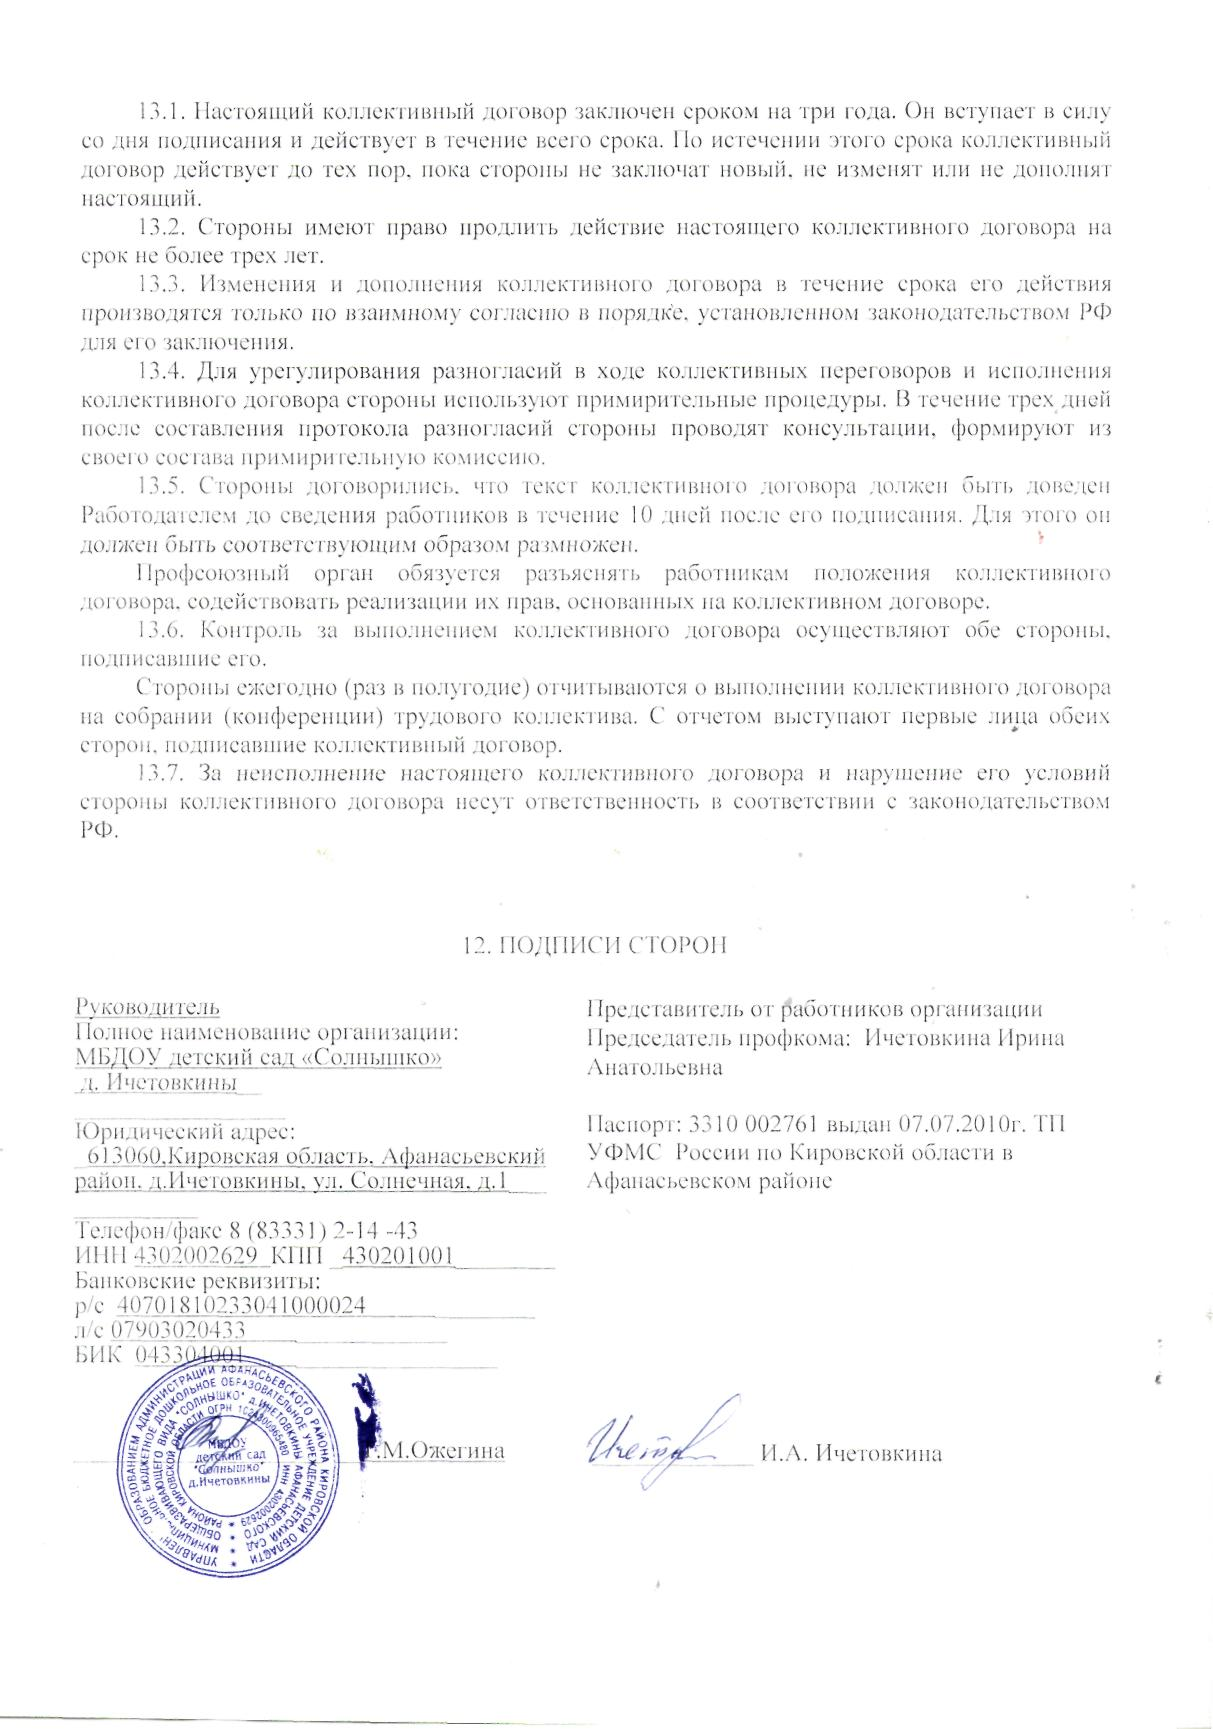 13.1. Настоящий коллективный договор заключен сроком на три года. Он вступает в силу
со дня подписания и действует в течение всего срока. По истечении этого срока коллективный
договор действует до тех пор, пока стороны не заключат новый, не изменят или не дополнят
настоящий.
13.2. Стороны имеют право продлить действие настоящего коллективного договора на
срок не более трех лет.
13.3. Изменения и дополнения коллективного договора в течение срока его действия
производятся только по взаимному согласию в порядке, установленном законодательством РФ
для его заключения.
13.4. Для урегулирования разногласий в ходе коллективных переговоров и исполнения
коллективного договора стороны используют примирительные процедуры. В течение трех дней
после составления протокола разногласий стороны проводят консультации, формируют из
своего состава примирительную комиссию.
13.5. Стороны договорились, что текст коллективного договора должен быть доведен
Работодателем до сведения работников в течение 10 дней после его подписания. Для этого он
должен быть соответствующим образом размножен.
Профсоюзный орган обязуется разъяснять работникам положения коллективного
договора, содействовать реализации их прав, основанных на коллективном договоре.
13.6. Контроль за выполнением коллективного договора осуществляют обе стороны,
подписавшие его.
Стороны ежегодно (раз в полугодие) отчитываются о выполнении коллективного договора
на собрании (конференции) трудового коллектива. С отчетом выступают первые лица обеих
сторон, подписавшие коллективный договор.
13.7. За неисполнение настоящего коллективного договора и нарушение его условий
стороны коллективного договора несут ответственность в соответствии с законодательством
РФ.
12. ПОДПИСИ СТОРОН
Руководитель
Полное наименование организации:
МБДОУ детский сад «Солнышко»
д. Ичетовкины
Юридический адрес:
613060,Кировская область, Афанасьевский
район, д.Ичетовкины, ул. Солнечная, д.1
Телефон/факс 8 (83331) 2-14 -43
ИНН 4302002629 КПП 430201001
Банковские реквизиты:
р/с 40701810233041000024
л/с 07903020433
БИК 043304001
Представитель от работников организации
Председатель профкома: Ичетовкина Ирина
Анатольевна
Паспорт: 3310 002761 выдан 07.07.2010г. ТП
УФМС России по Кировской области в
Афанасьевском районе
.М.Ожегина
И.А. Ичетовкина
МБДОУ
детский сад
"Солнышко"
д.Ичетовкины